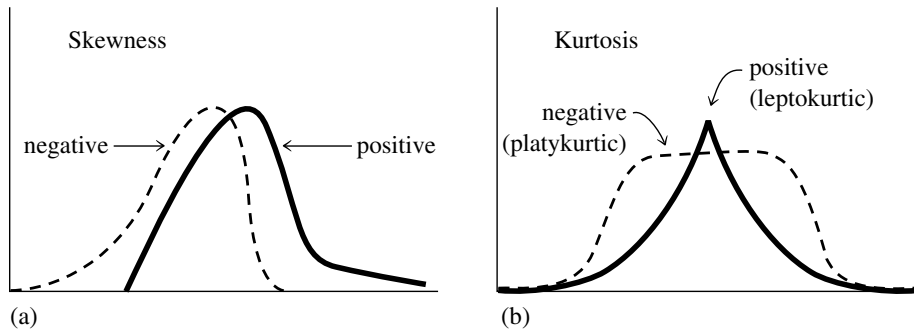 Skewness
negative
positive
(a)
Kurtosis
positive
(leptokurtic)
negative
(platykurtic)
(b)